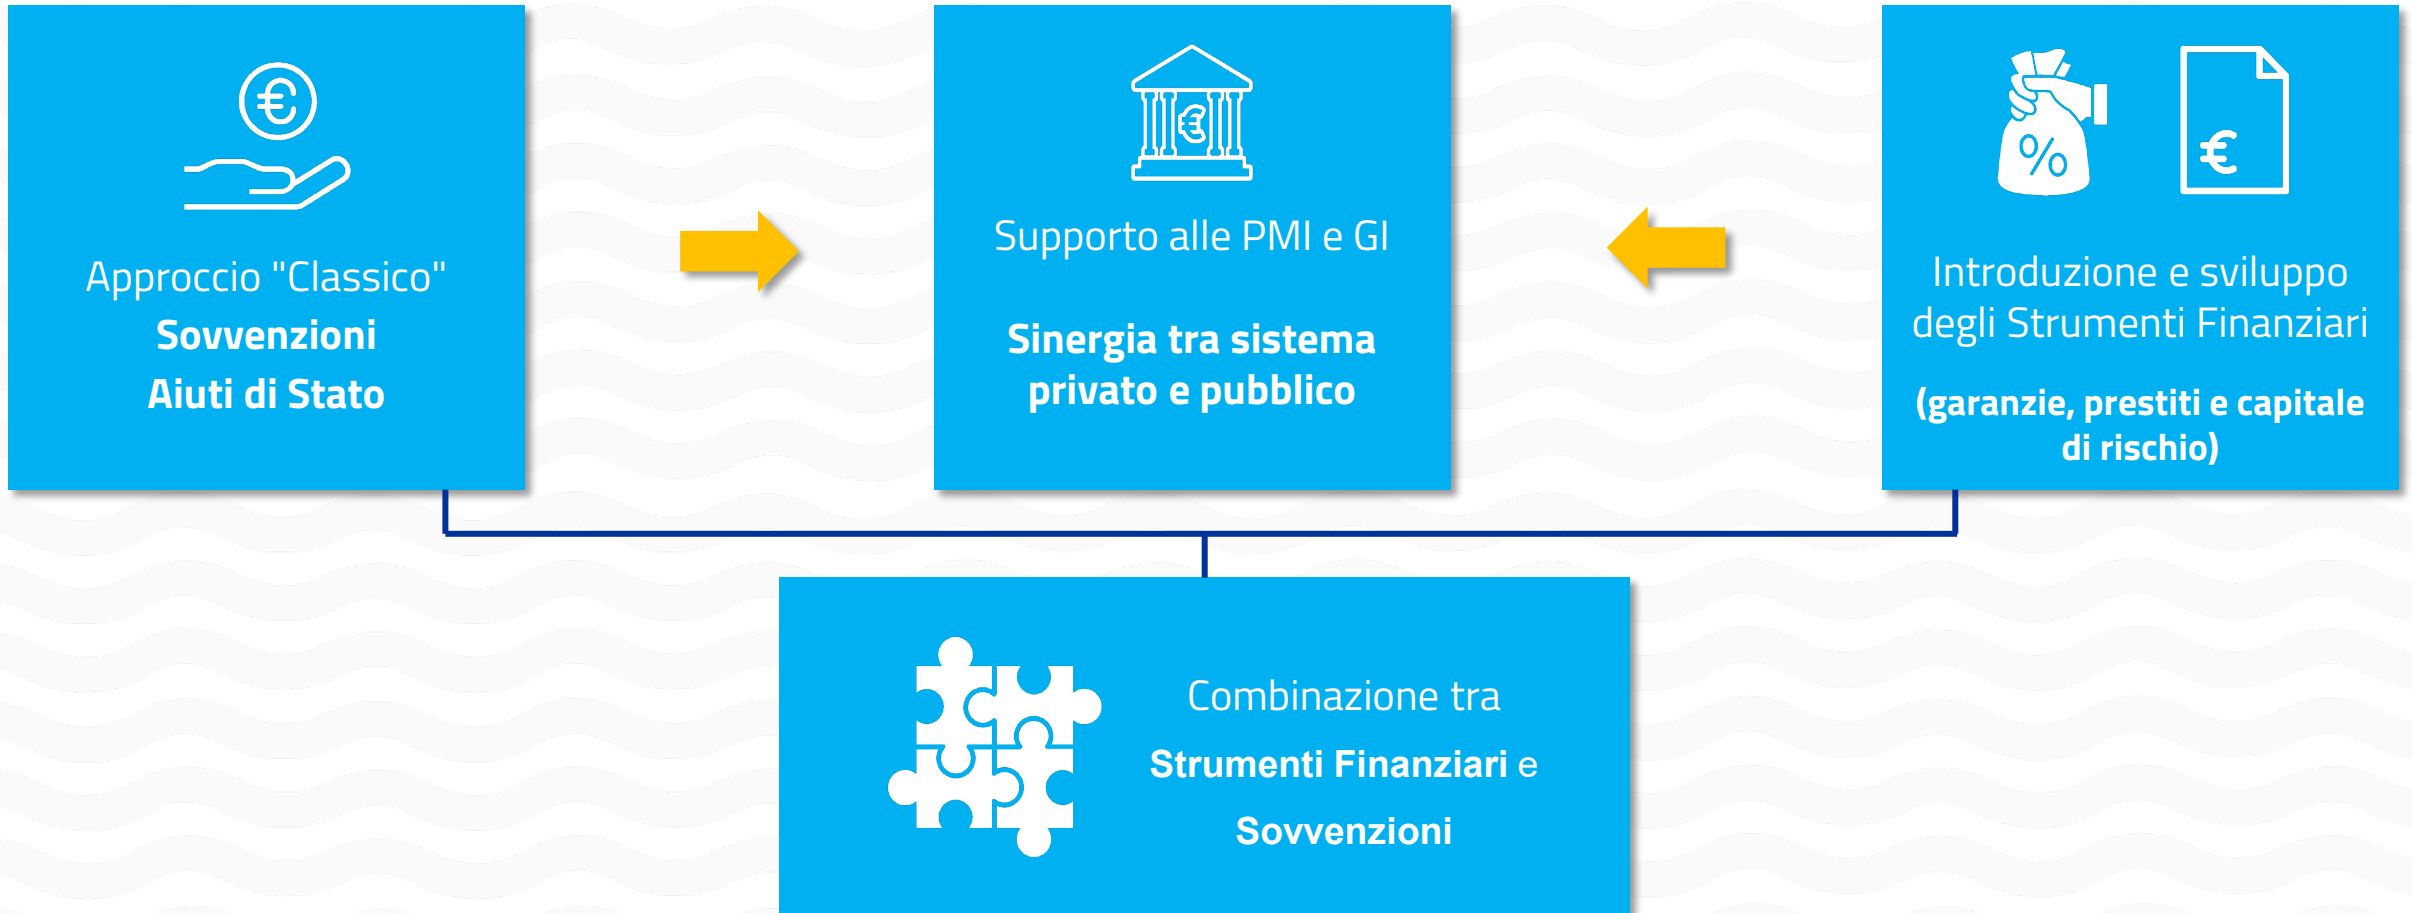 Approccio "Classico"
Sovvenzioni
Aiuti di Stato
€
Supporto alle PMI e GI
Sinergia tra sistema
privato e pubblico
€
%
€
Introduzione e sviluppo
degli Strumenti Finanziari
(garanzie, prestiti e capitale
di rischio)
Combinazione tra
Strumenti Finanziari e
Sovvenzioni